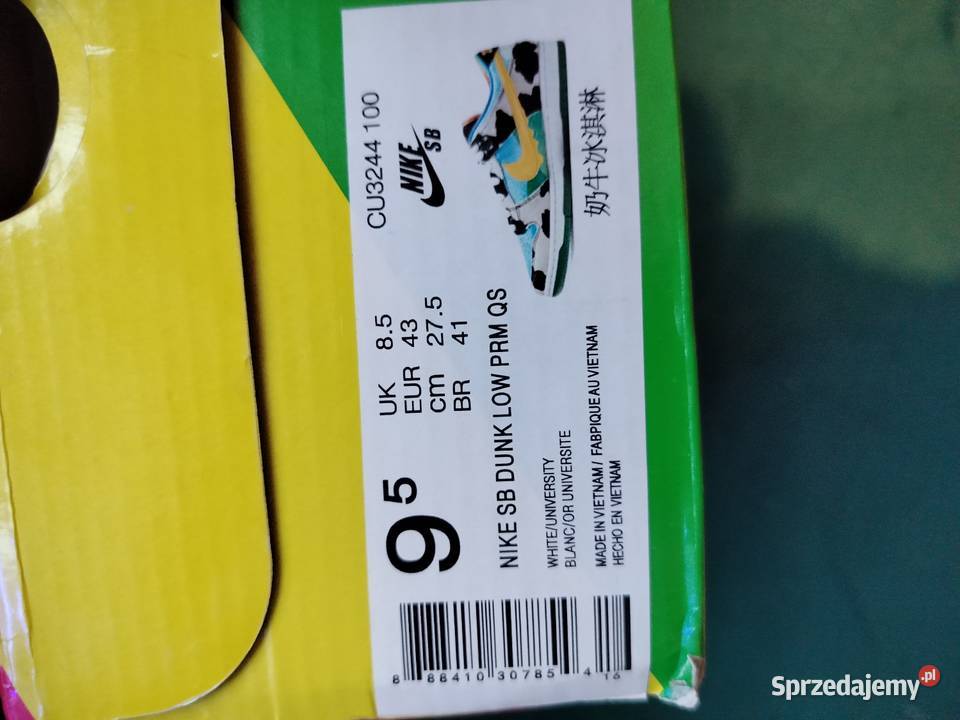 CU3244 100
NIKE
SB
9 5
UK 8.5
EUR 43
cm 27.5
BR 41
NIKE SB DUNK LOW PRM QS
WHITE/UNIVERSITY
BLANC/OR UNIVERSITE
MADE IN VIETNAM / FABPIQUE AU VIETNAM
HECHO EN VIETNAM
奶牛冰淇淋
8 88410 30785 4 16
Sprzedajemy.pl